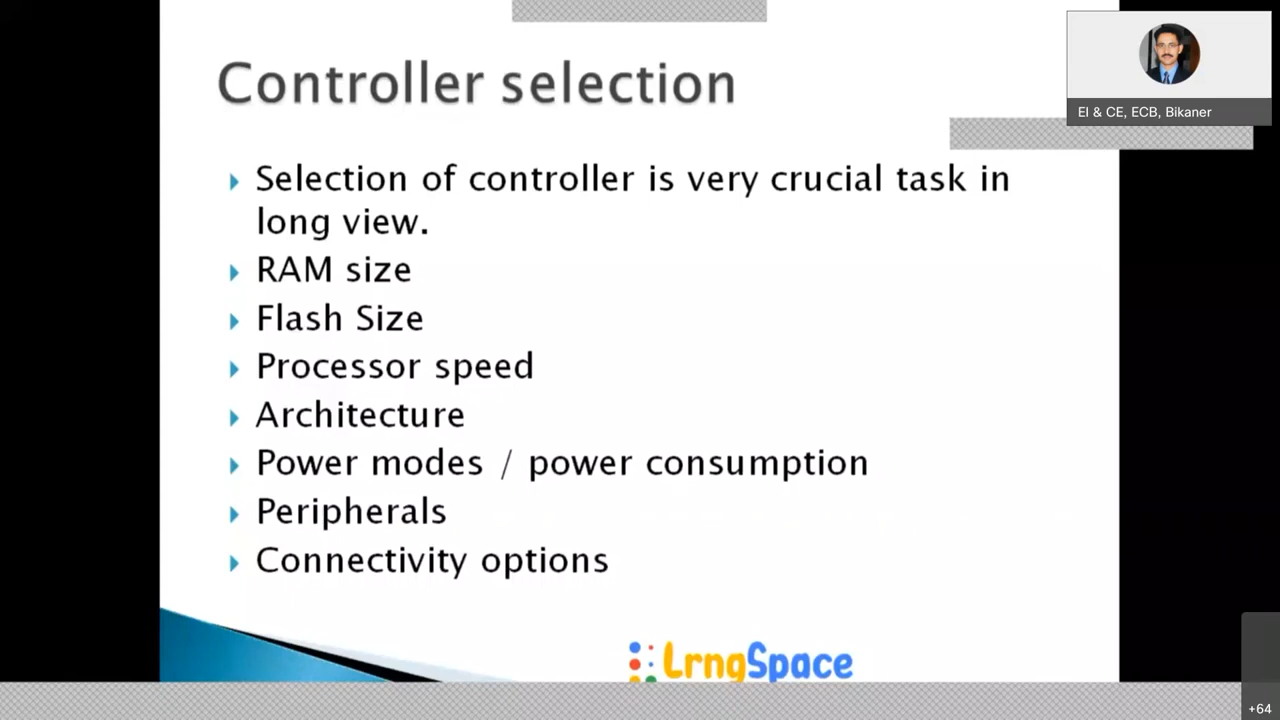 Controller selection
EI & CE, ECB, Bikaner
Selection of controller is very crucial task in
long view.
RAM size
Flash Size
Processor speed
Architecture
Power modes / power consumption
Peripherals
Connectivity options
LrngSpace
+64